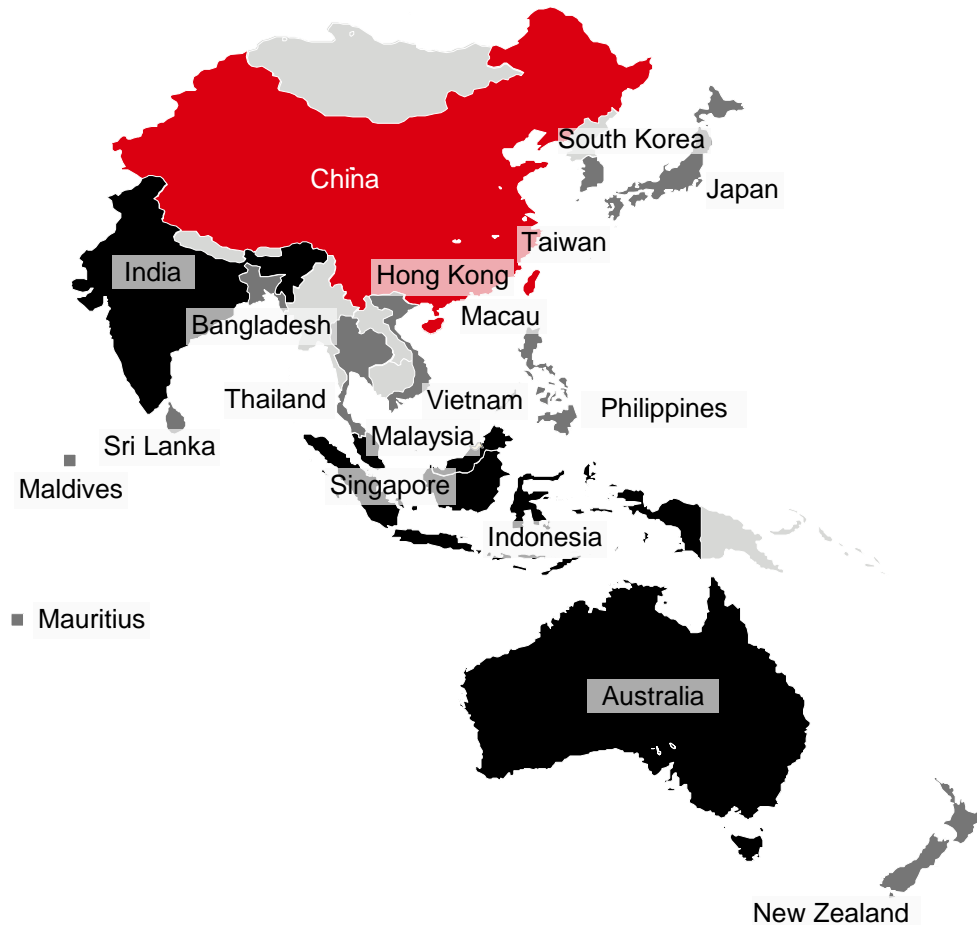 South Korea
China
Japan
Taiwan
India
Hong Kong
Macau
Bangladesh
Thailand
Vietnam
Philippines
Sri Lanka
Malaysia
Maldives
Singapore
Indonesia
Mauritius
Australia
New Zealand